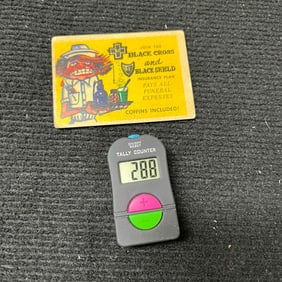 JOIN THE
BLACK CROSS
and
BLACK SHIELD
INSURANCE PLAN
PAYS ALL
FUNERAL
EXPENSES
COFFINS INCLUDED!
TALLY COUNTER
288
+